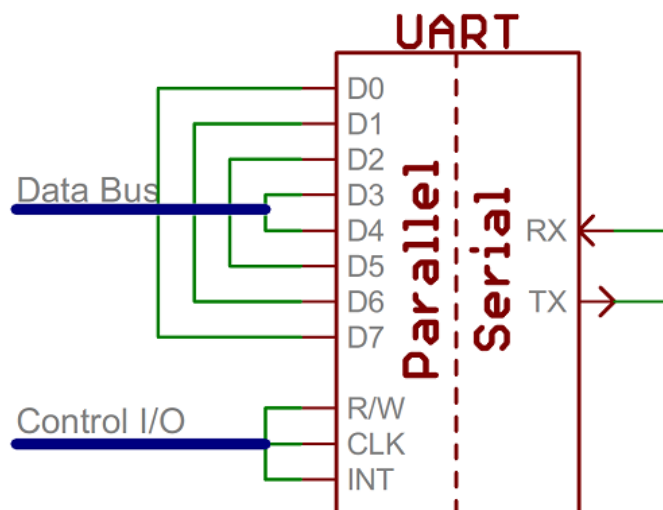 UART
D0
D1
D2
Data Bus
D3
D4
D5
D6
D7
Parallel
Serial
RX
TX
Control I/O
R/W
CLK
INT